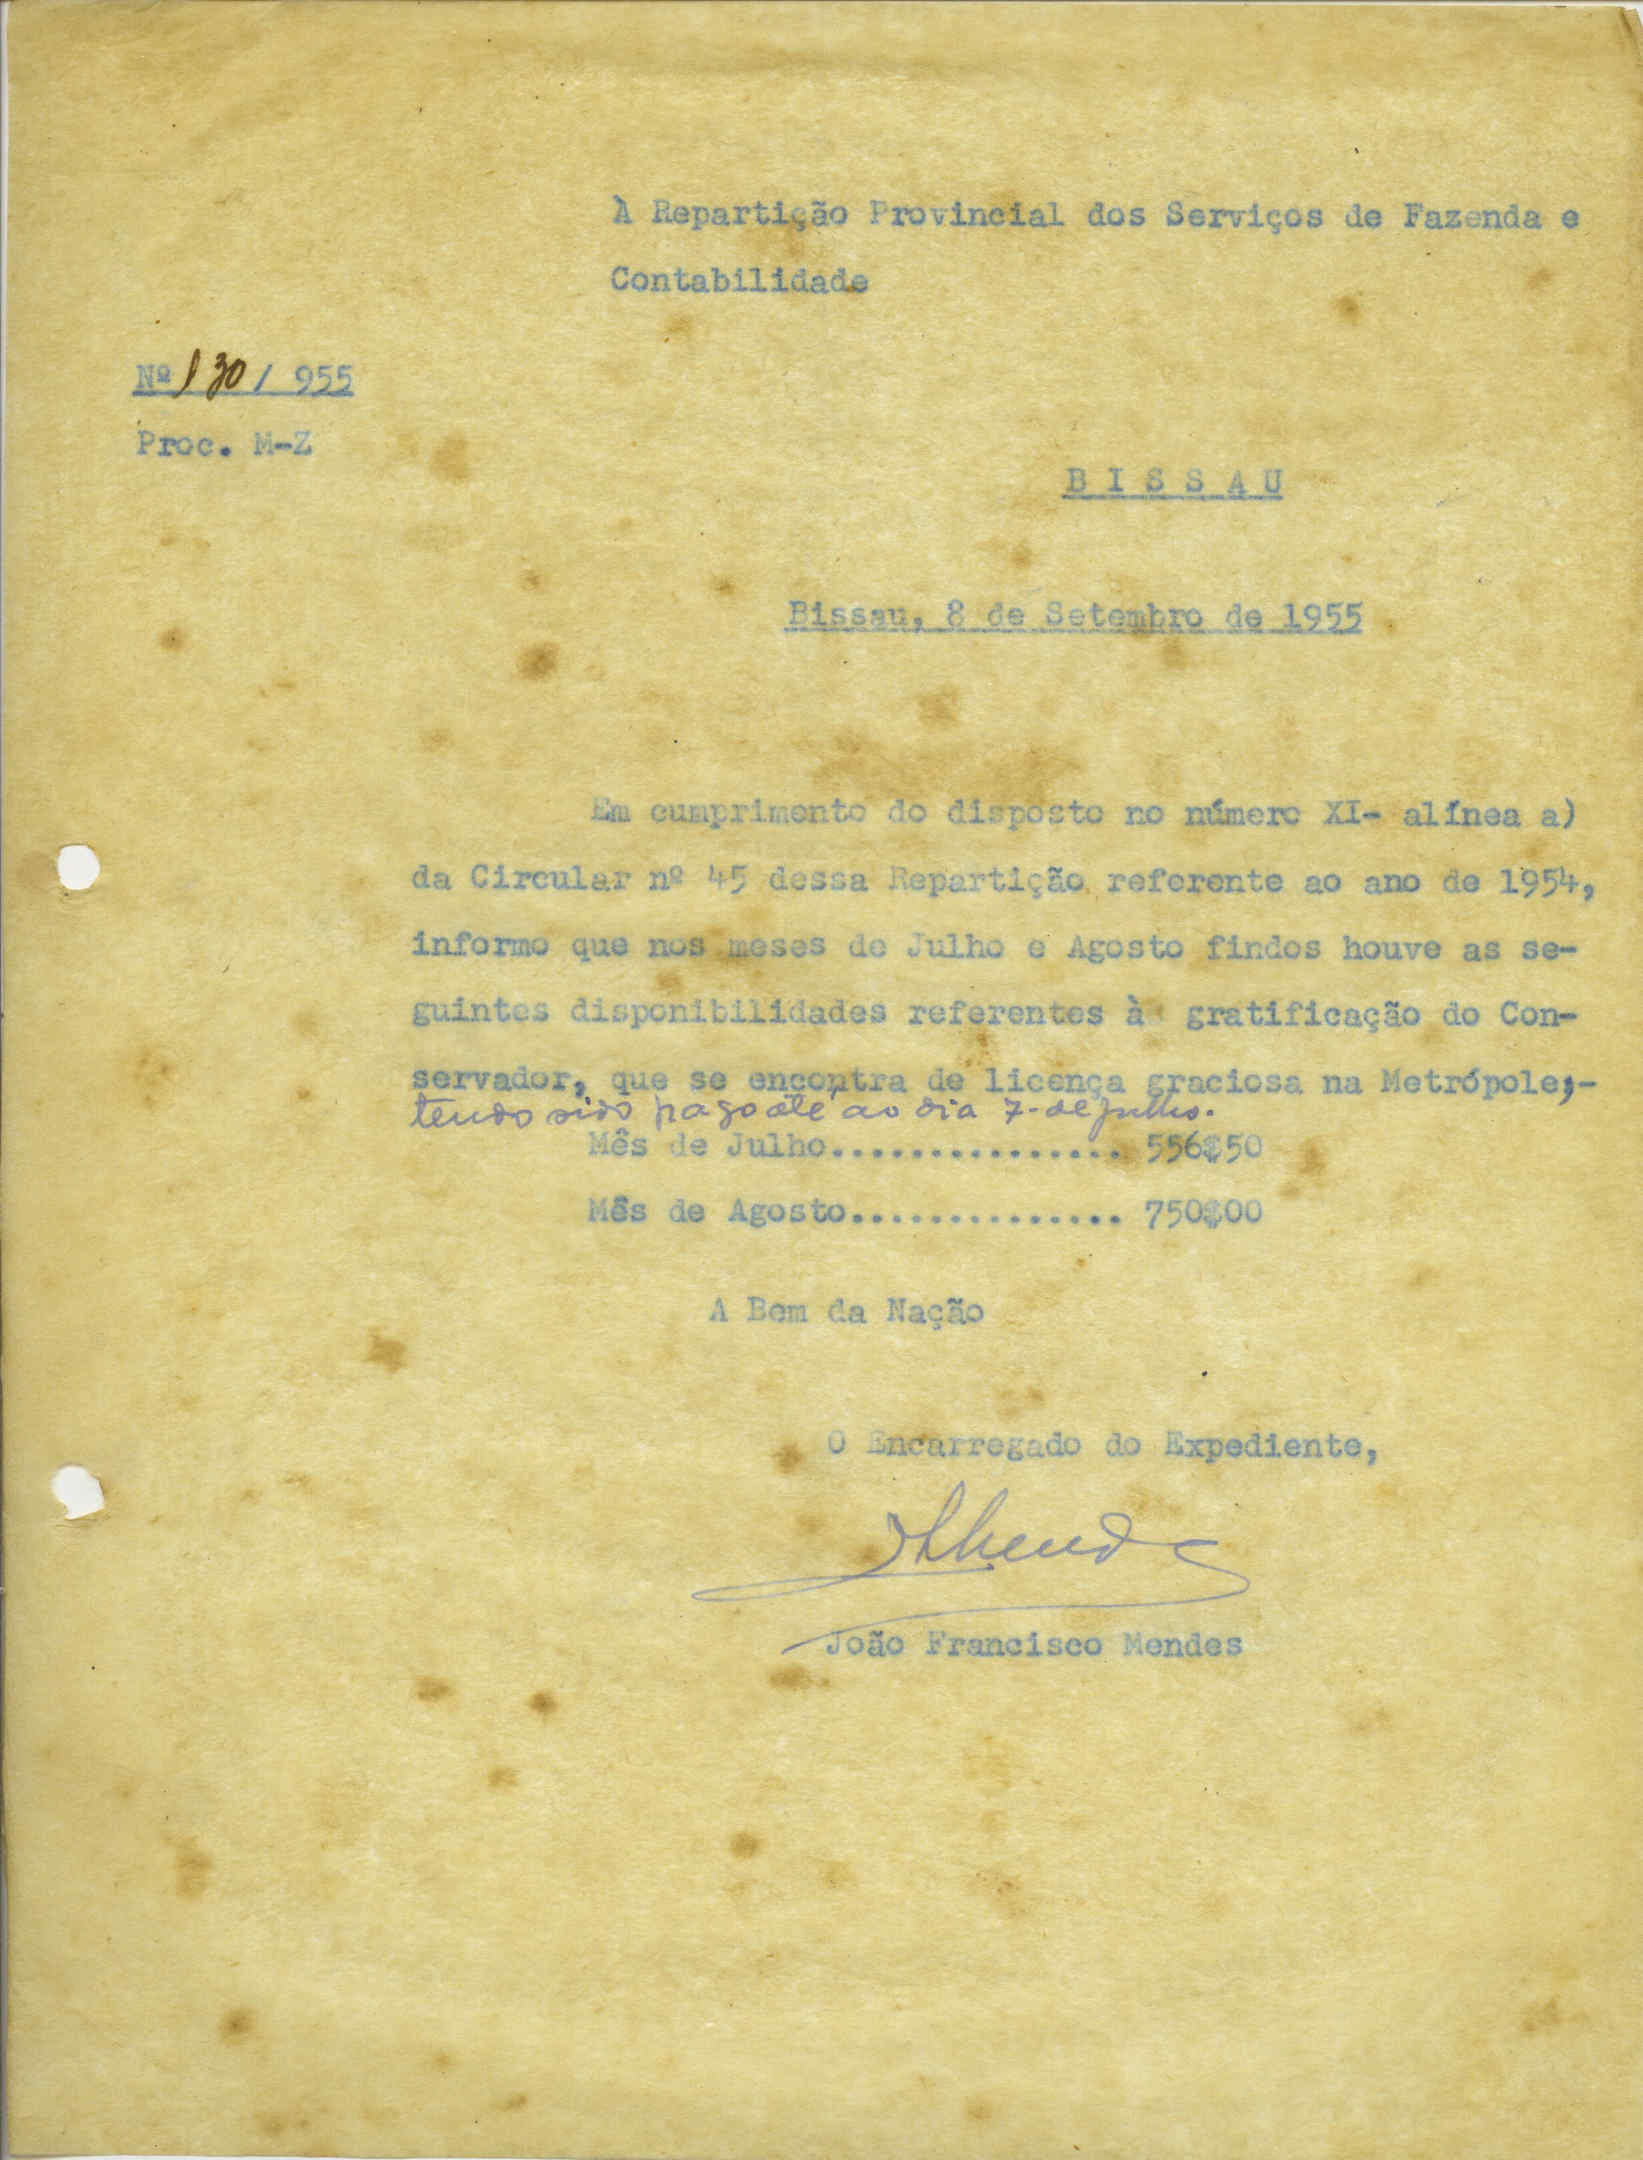 À Repartição Provincial dos Serviços de Fazenda e
Contabilidade
Nº 130/ 955
Proc. M-Z
B I S S A U
Bissau, 8 de Setembro de 1955
Em cumprimento do disposto no número XI- alínea a)
da Circular nº 45 dessa Repartição referente ao ano de 1954,
informo que nos meses de Julho e Agosto findos houve as se-
guintes disponibilidades referentes à gratificação do Con-
servador, que se encontra de licença graciosa na Metrópole,-
tendo sido pago até ao dia 7- de Julho.
Mês de Julho............... 556$50
Mês de Agosto.............. 750$00
A Bem da Nação
O Encarregado do Expediente,
João Francisco Mendes